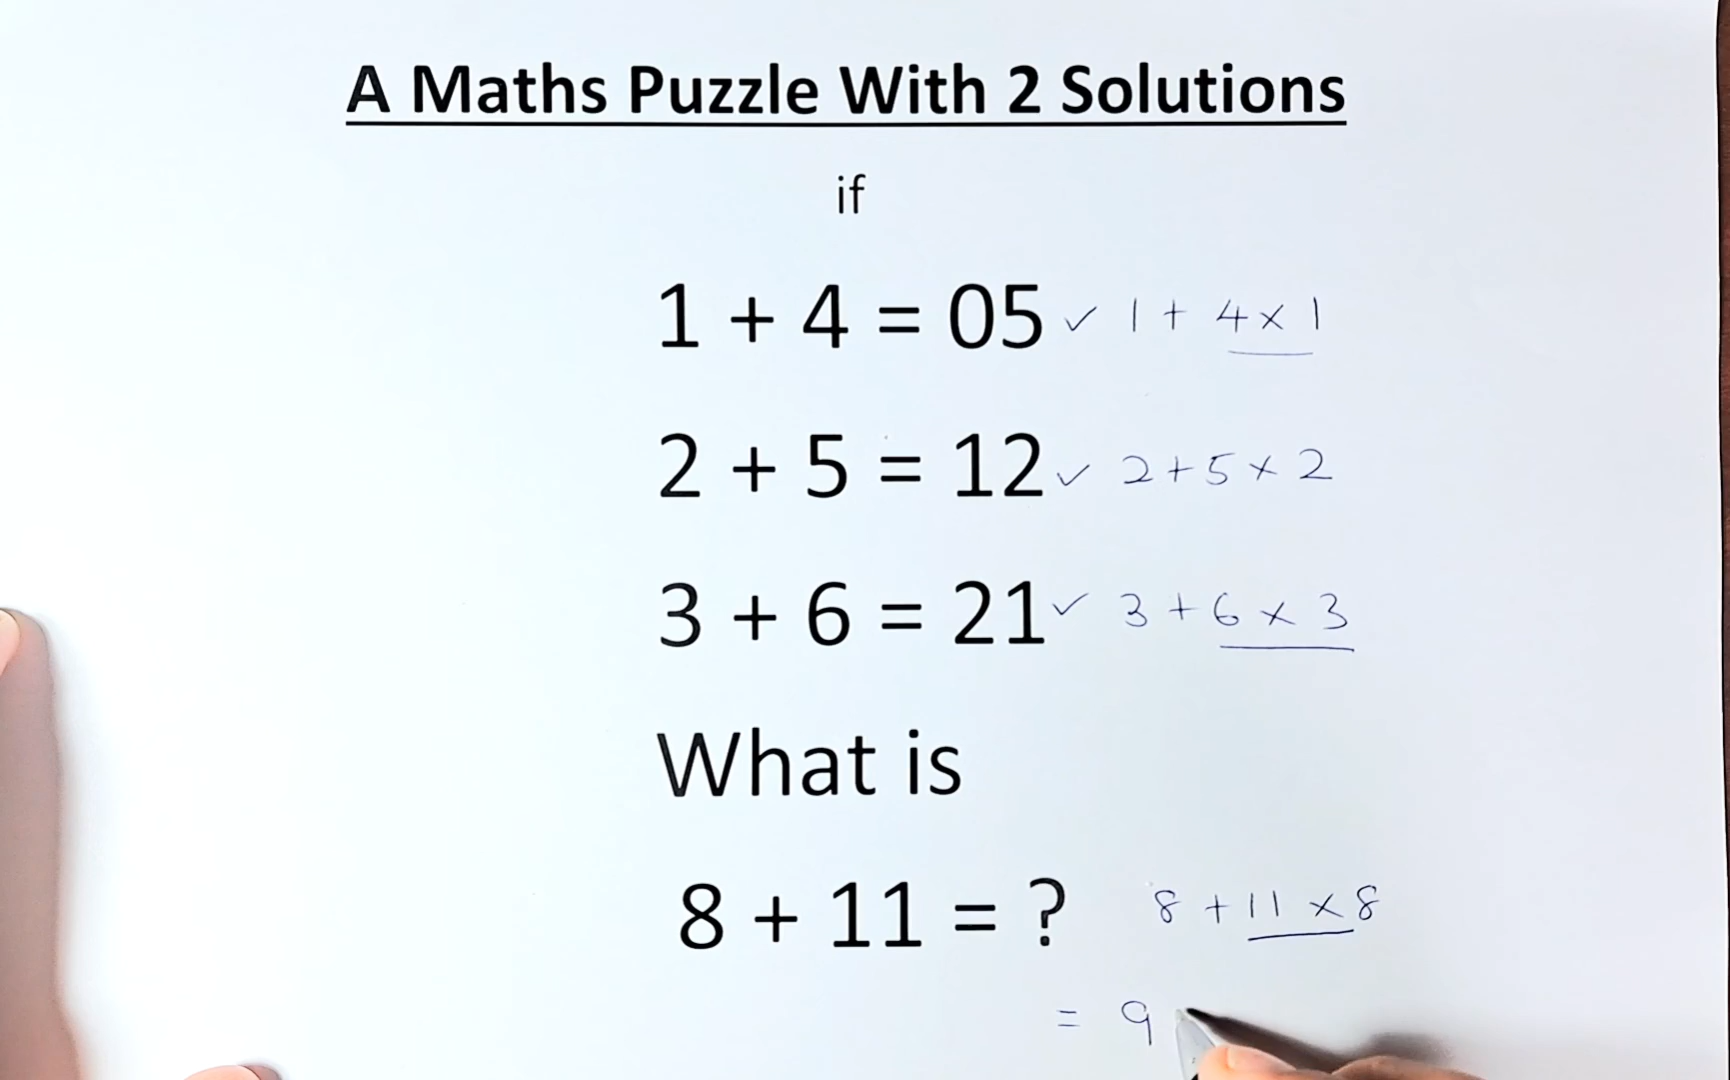 A Maths Puzzle With 2 Solutions
if
1 + 4 = 05 ✓ 1 + 4 × 1
2 + 5 = 12 ✓ 2 + 5 × 2
3 + 6 = 21 ✓ 3 + 6 × 3
What is
8 + 11 = ? 8 + 11 × 8
= 9